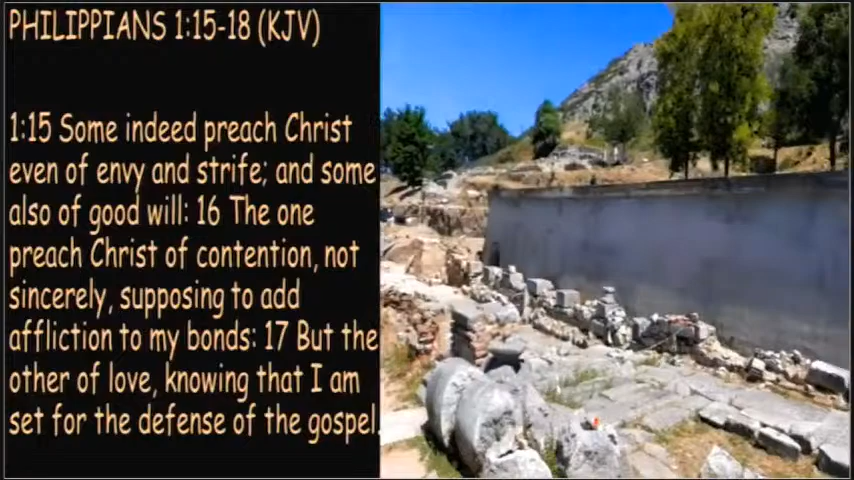 PHILIPPIANS 1:15-18 (KJV)
1:15 Some indeed preach Christ
even of envy and strife; and some
also of good will: 16 The one
preach Christ of contention, not
sincerely, supposing to add
affliction to my bonds: 17 But the
other of love, knowing that I am
set for the defense of the gospel.